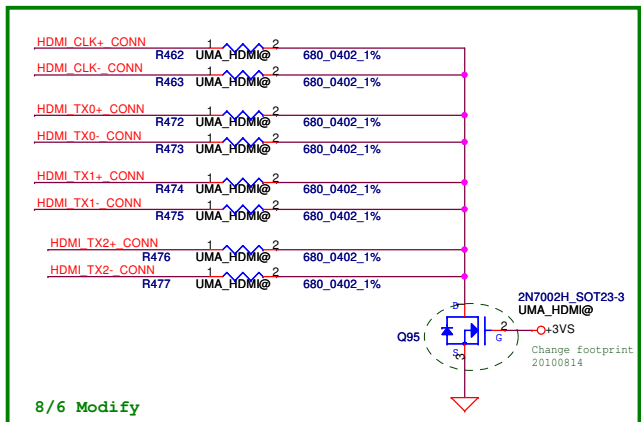 HDMI_CLK+_CONN 1 2
R462 UMA_HDMI@ 680_0402_1%
HDMI_CLK-_CONN 1 2
R463 UMA_HDMI@ 680_0402_1%
HDMI_TX0+_CONN 1 2
R472 UMA_HDMI@ 680_0402_1%
HDMI_TX0-_CONN 1 2
R473 UMA_HDMI@ 680_0402_1%
HDMI_TX1+_CONN 1 2
R474 UMA_HDMI@ 680_0402_1%
HDMI_TX1-_CONN 1 2
R475 UMA_HDMI@ 680_0402_1%
HDMI_TX2+_CONN 1 2
R476 UMA_HDMI@ 680_0402_1%
HDMI_TX2-_CONN 1 2
R477 UMA_HDMI@ 680_0402_1%
2N7002H_SOT23-3
UMA_HDMI@
D
Q95 G 2 +3VS
S 3
Change footprint
20100814
8/6 Modify